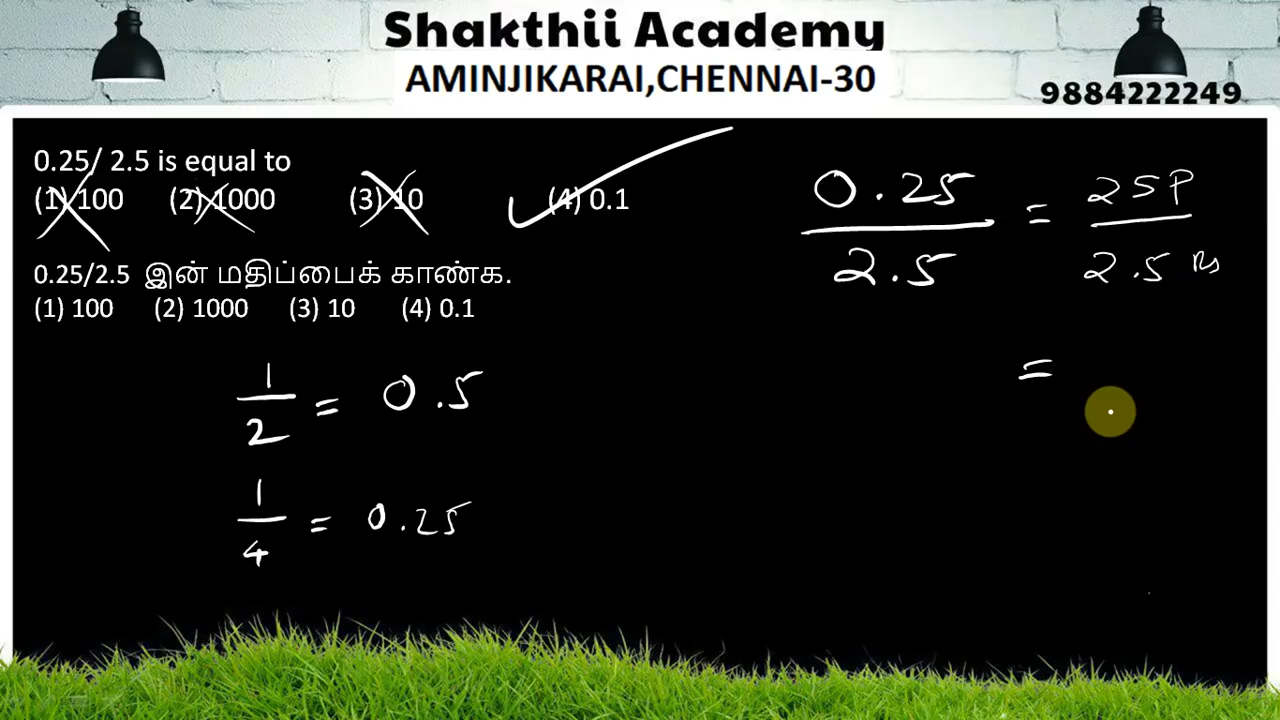 Shakthii Academy
AMINJIKARAI,CHENNAI-30
9884222249
0.25/ 2.5 is equal to
(1) 100 (2) 1000 (3) 10 (4) 0.1
0.25/2.5 இன் மதிப்பைக் காண்க.
(1) 100 (2) 1000 (3) 10 (4) 0.1
0.25 = 25P
2.5 2.5 Rs
=
1
2 = 0.5
1
4 = 0.25